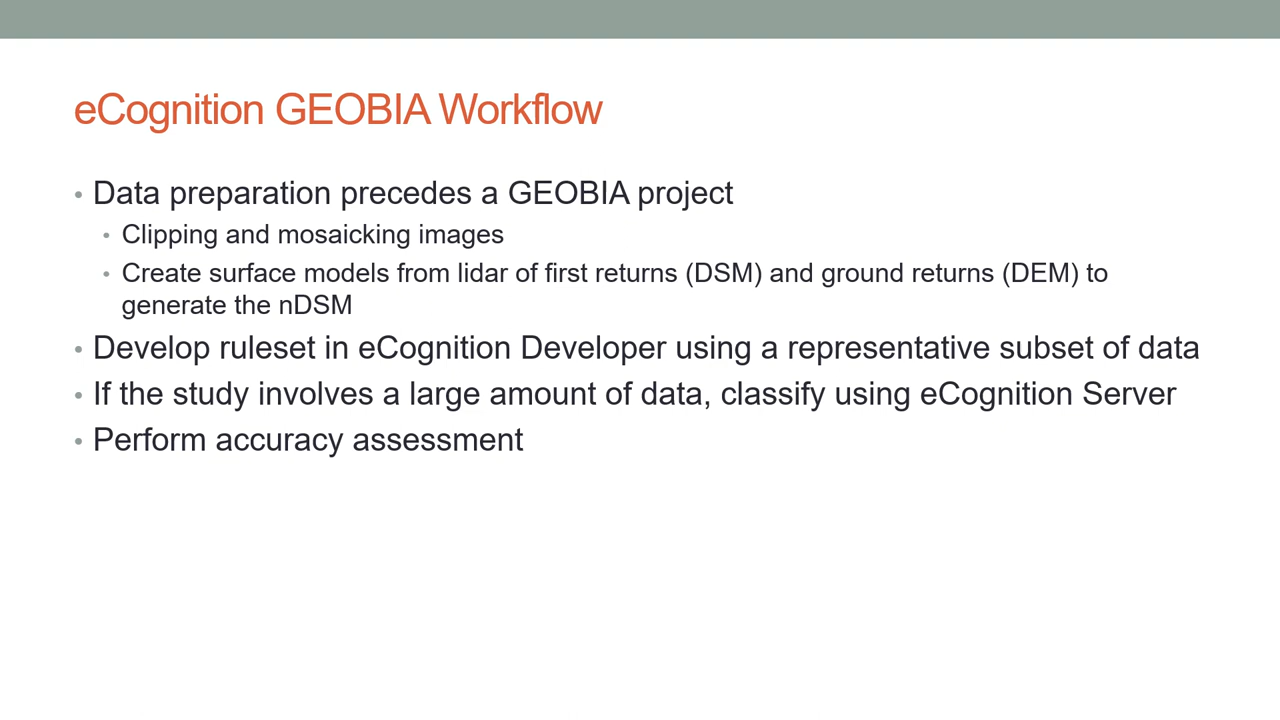 eCognition GEOBIA Workflow
• Data preparation precedes a GEOBIA project
• Clipping and mosaicking images
• Create surface models from lidar of first returns (DSM) and ground returns (DEM) to
generate the nDSM
• Develop ruleset in eCognition Developer using a representative subset of data
• If the study involves a large amount of data, classify using eCognition Server
• Perform accuracy assessment